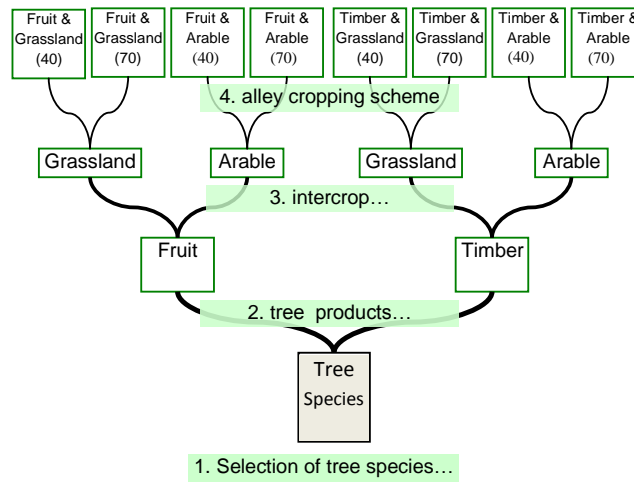 Fruit &
Grassland
(40)
Fruit &
Grassland
(70)
Fruit &
Arable
(40)
Fruit &
Arable
(70)
Timber &
Grassland
(40)
Timber &
Grassland
(70)
Timber &
Arable
(40)
Timber &
Arable
(70)
4. alley cropping scheme
Grassland
Arable
Grassland
Arable
3. intercrop…
Fruit
Timber
2. tree products…
Tree
Species
1. Selection of tree species…